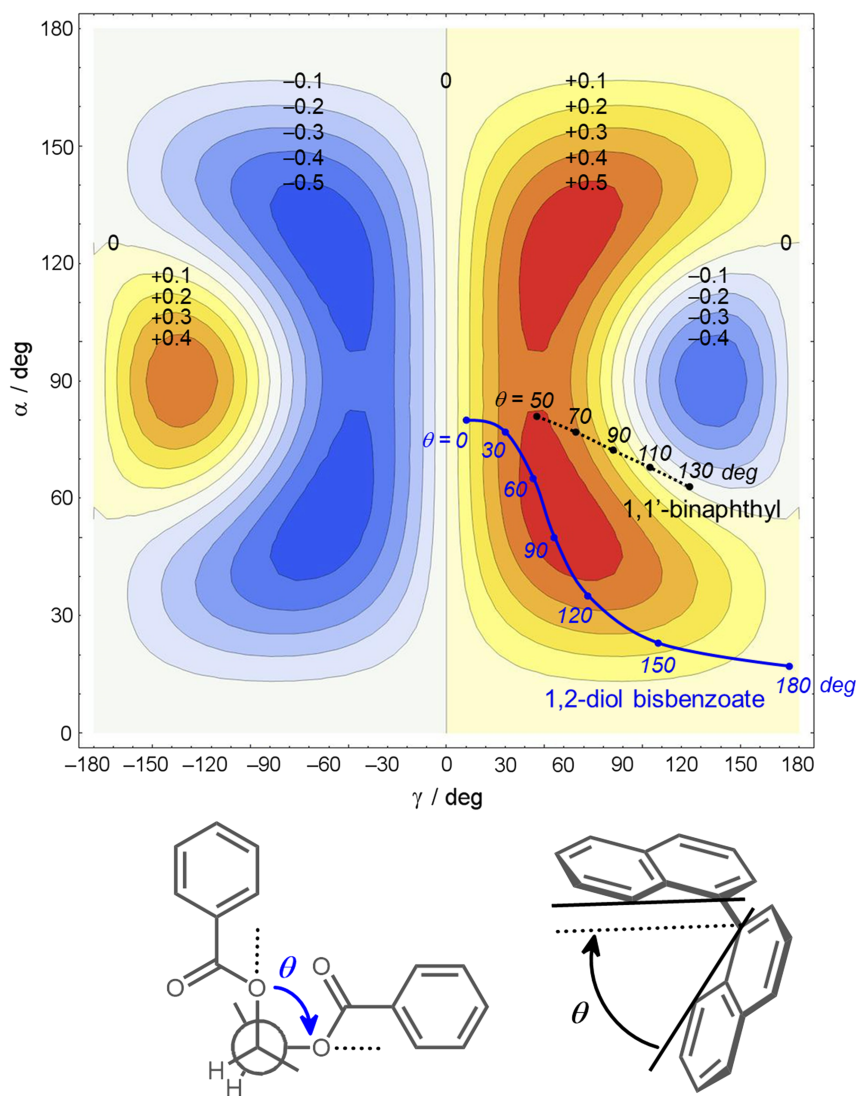 180
–0.1 0 +0.1
–0.2 +0.2
–0.3 +0.3
150
–0.4 +0.4
–0.5 +0.5
0 0
120
+0.1 –0.1
+0.2 –0.2
+0.3 –0.3
+0.4 –0.4
α / deg
90
θ = 50 70 90 110 130 deg
1,1'-binaphthyl
θ = 0 30
60
60
90
30
120
150
180 deg
1,2-diol bisbenzoate
0
–180 –150 –120 –90 –60 –30 0 30 60 90 120 150 180
γ / deg
O O
O θ
θ
O
H
H